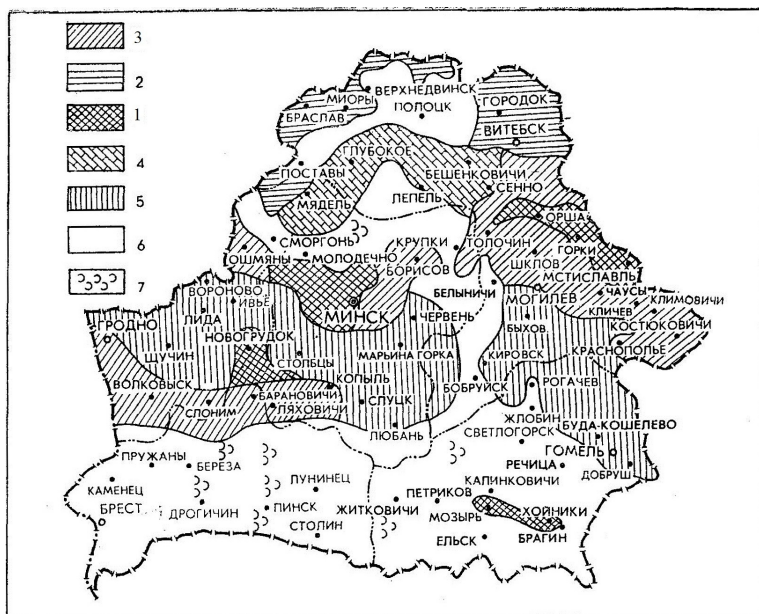 3
2
1
4
5
6
7
ВЕРХНЕДВИНСК
МИОРЫ
ПОЛОЦК
БРАСЛАВ
ГОРОДОК
ВИТЕБСК
ГЛУБОКОЕ
ПОСТАВЫ
БЕШЕНКОВИЧИ
СЕННО
МЯДЕЛЬ
ЛЕПЕЛЬ
ОРША
СМОРГОНЬ
КРУПКИ
ТОЛОЧИН
ГОРКИ
ОШМЯНЫ
МОЛОДЕЧНО
БОРИСОВ
ШКЛОВ
МСТИСЛАВЛЬ
ВОРОНОВО
БЕЛЫНИЧИ
ЧАУСЫ
ИВЬЕ
МИНСК
МОГИЛЕВ
КЛИМОВИЧИ
КЛИЧЕВ
ГРОДНО
ЛИДА
ЧЕРВЕНЬ
БЫХОВ
КОСТЮКОВИЧИ
НОВОГРУДОК
ЩУЧИН
СТОЛБЦЫ
МАРЬИНА ГОРКА
КИРОВСК
КРАСНОПОЛЬЕ
ВОЛКОВЫСК
КОПЫЛЬ
БОБРУЙСК
РОГАЧЕВ
БАРАНОВИЧИ
СЛОНИМ
ЛЯХОВИЧИ
СЛУЦК
ЖЛОБИН
БУДА-КОШЕЛЕВО
ЛЮБАНЬ
СВЕТЛОГОРСК
ПРУЖАНЫ
БЕРЕЗА
ГОМЕЛЬ
РЕЧИЦА
ДОБРУШ
КАМЕНЕЦ
ЛУНИНЕЦ
КАЛИНКОВИЧИ
БРЕСТ
ДРОГИЧИН
ПИНСК
ЖИТКОВИЧИ
ПЕТРИКОВ
МОЗЫРЬ
ХОЙНИКИ
СТОЛИН
ЕЛЬСК
БРАГИН